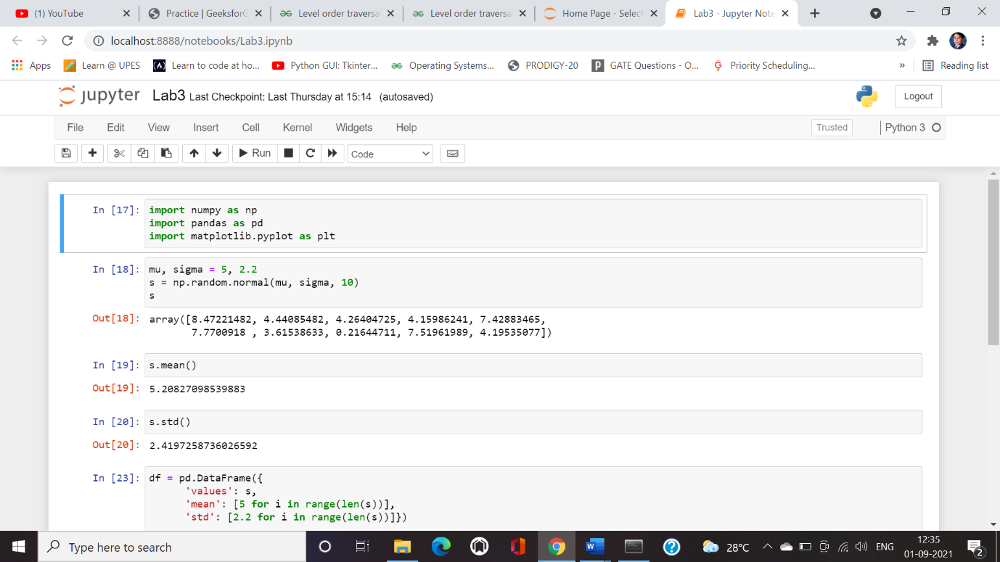 (1) YouTube
Practice | GeeksforG
Level order traversa
Level order traversa
Home Page - Select
Lab3 - Jupyter Note
localhost:8888/notebooks/Lab3.ipynb
Apps
Learn @ UPES
Learn to code at ho...
Python GUI: Tkinter...
Operating Systems...
PRODIGY-20
GATE Questions - O...
Priority Scheduling...
»
Reading list
jupyter
Lab3 Last Checkpoint: Last Thursday at 15:14 (autosaved)
Logout
File Edit View Insert Cell Kernel Widgets Help
Trusted
Python 3
Run
Code
In [17]: import numpy as np
import pandas as pd
import matplotlib.pyplot as plt
In [18]: mu, sigma = 5, 2.2
s = np.random.normal(mu, sigma, 10)
s
Out[18]: array([8.47221482, 4.44085482, 4.26404725, 4.15986241, 7.42883465,
7.7700918 , 3.61538633, 0.21644711, 7.51961989, 4.19535077])
In [19]: s.mean()
Out[19]: 5.20827098539883
In [20]: s.std()
Out[20]: 2.4197258736026592
In [23]: df = pd.DataFrame({
'values': s,
'mean': [5 for i in range(len(s))],
'std': [2.2 for i in range(len(s))]})
Type here to search
28°C
ENG
12:35
01-09-2021
2